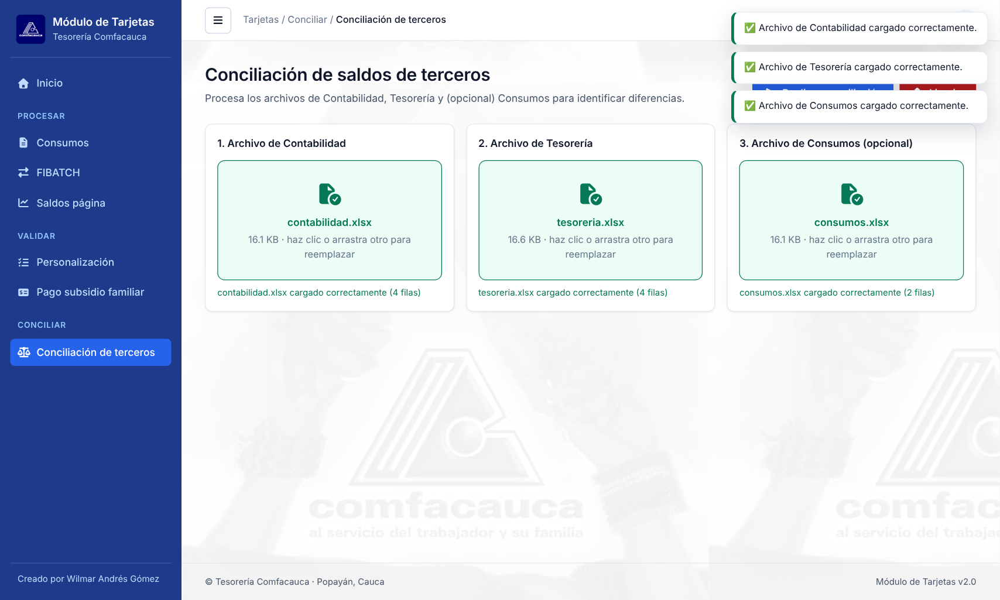 Módulo de Tarjetas
Tesorería Comfacauca
comfacauca
Inicio
PROCESAR
Consumos
FIBATCH
Saldos página
VALIDAR
Personalización
Pago subsidio familiar
CONCILIAR
Conciliación de terceros
Creado por Wilmar Andrés Gómez
Tarjetas / Conciliar / Conciliación de terceros
✅ Archivo de Contabilidad cargado correctamente.
✅ Archivo de Tesorería cargado correctamente.
✅ Archivo de Consumos cargado correctamente.
Conciliación de saldos de terceros
Procesa los archivos de Contabilidad, Tesorería y (opcional) Consumos para identificar diferencias.
1. Archivo de Contabilidad
contabilidad.xlsx
16.1 KB · haz clic o arrastra otro para
reemplazar
contabilidad.xlsx cargado correctamente (4 filas)
2. Archivo de Tesorería
tesoreria.xlsx
16.6 KB · haz clic o arrastra otro para
reemplazar
tesoreria.xlsx cargado correctamente (4 filas)
3. Archivo de Consumos (opcional)
consumos.xlsx
16.1 KB · haz clic o arrastra otro para
reemplazar
consumos.xlsx cargado correctamente (2 filas)
comfacauca
al servicio del trabajador y su familia
comfaca
al servicio del trabajad
© Tesorería Comfacauca · Popayán, Cauca
Módulo de Tarjetas v2.0